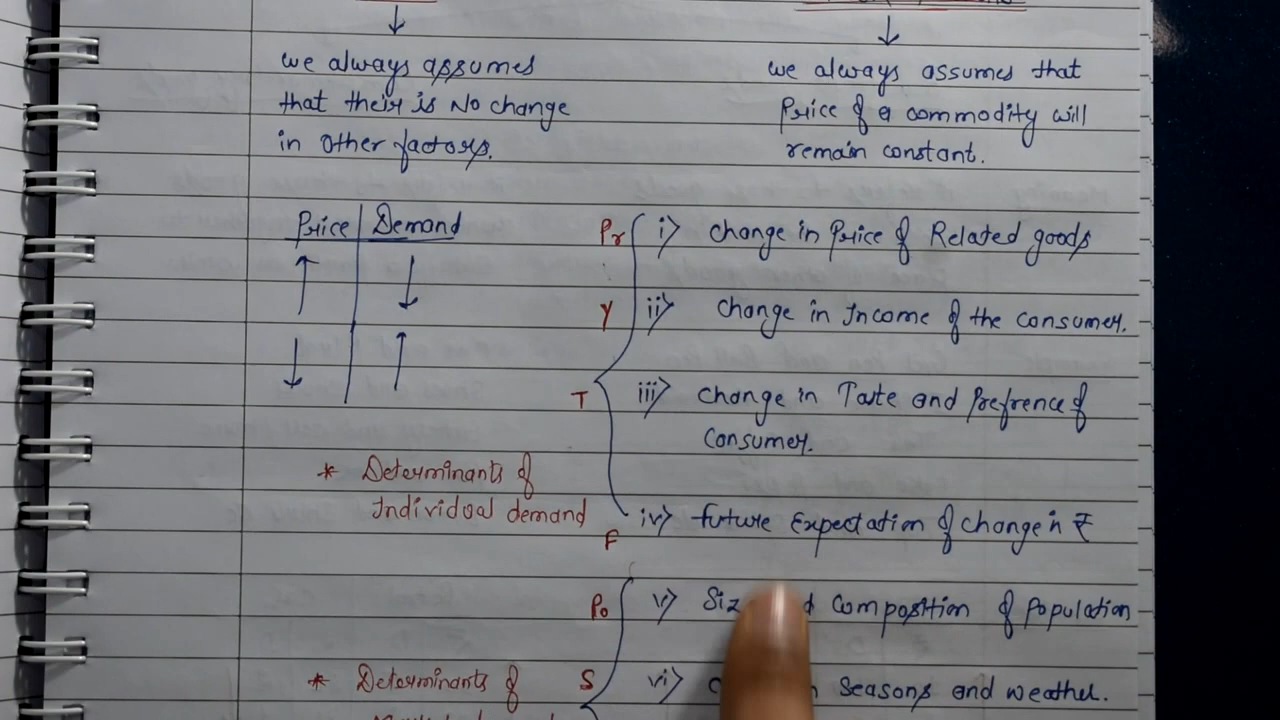 we always assumes
that their is No change
in other factors.
we always assumes that
Price of a commodity will
remain constant.
Price Demand
↑ ↓
↓ ↑
Pr i> change in Price of Related goods
Y ii> change in Income of the consumer.
T iii> change in Taste and Prefrence of
consumer.
* Determinants of
Individual demand
F iv> future Expectation of change in ₹
Po v> Composition of Population
* Determinants of
S vi> seasons and weather.